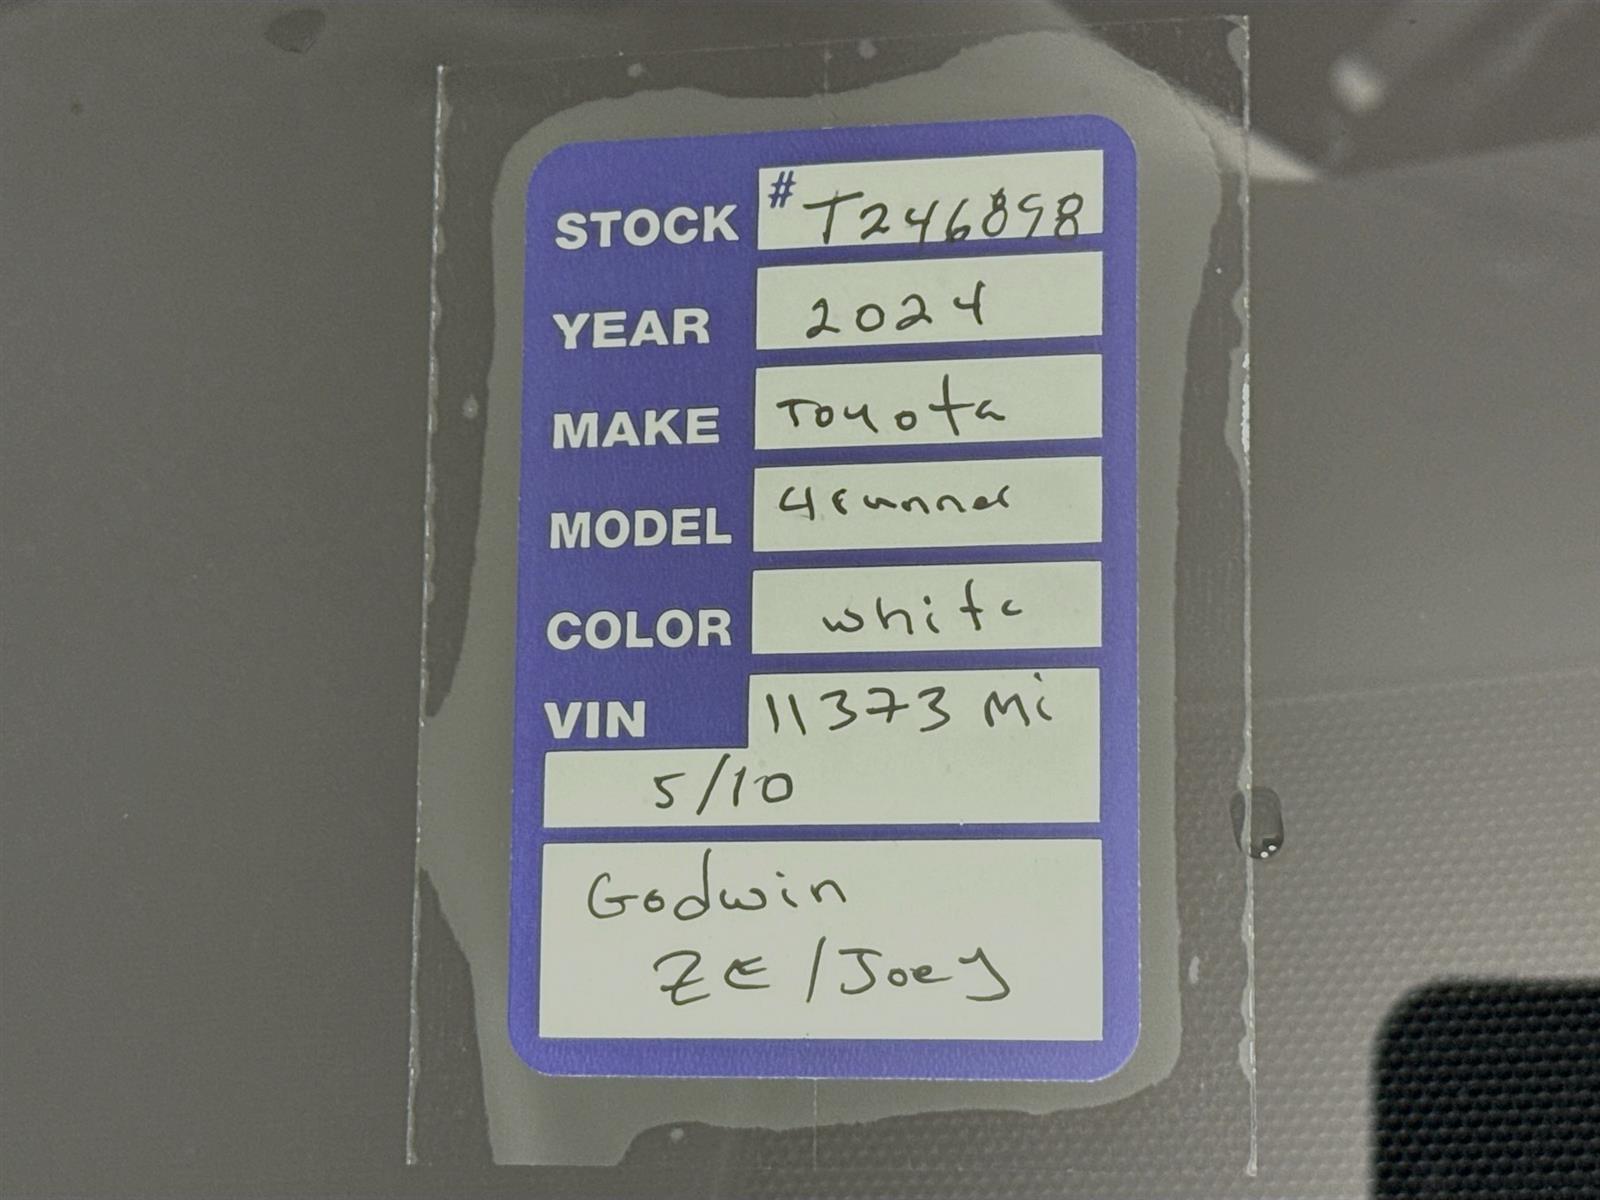 STOCK # T246898
YEAR 2024
MAKE Toyota
MODEL 4runner
COLOR white
VIN 11373 Mi
5/10
Godwin
ZE/Joey